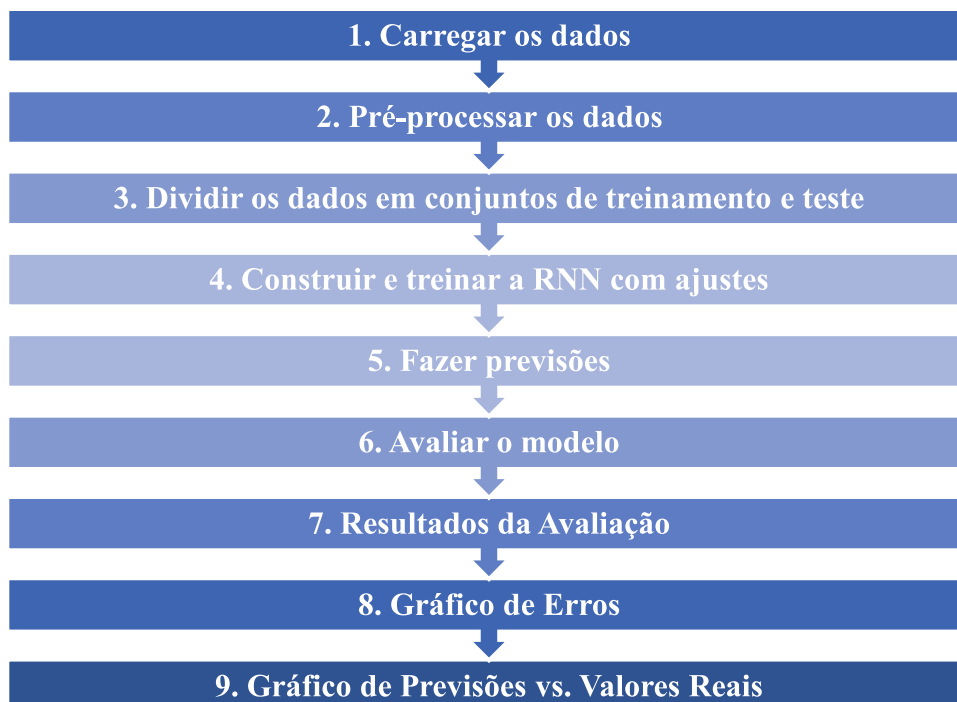 1. Carregar os dados
2. Pré-processar os dados
3. Dividir os dados em conjuntos de treinamento e teste
4. Construir e treinar a RNN com ajustes
5. Fazer previsões
6. Avaliar o modelo
7. Resultados da Avaliação
8. Gráfico de Erros
9. Gráfico de Previsões vs. Valores Reais